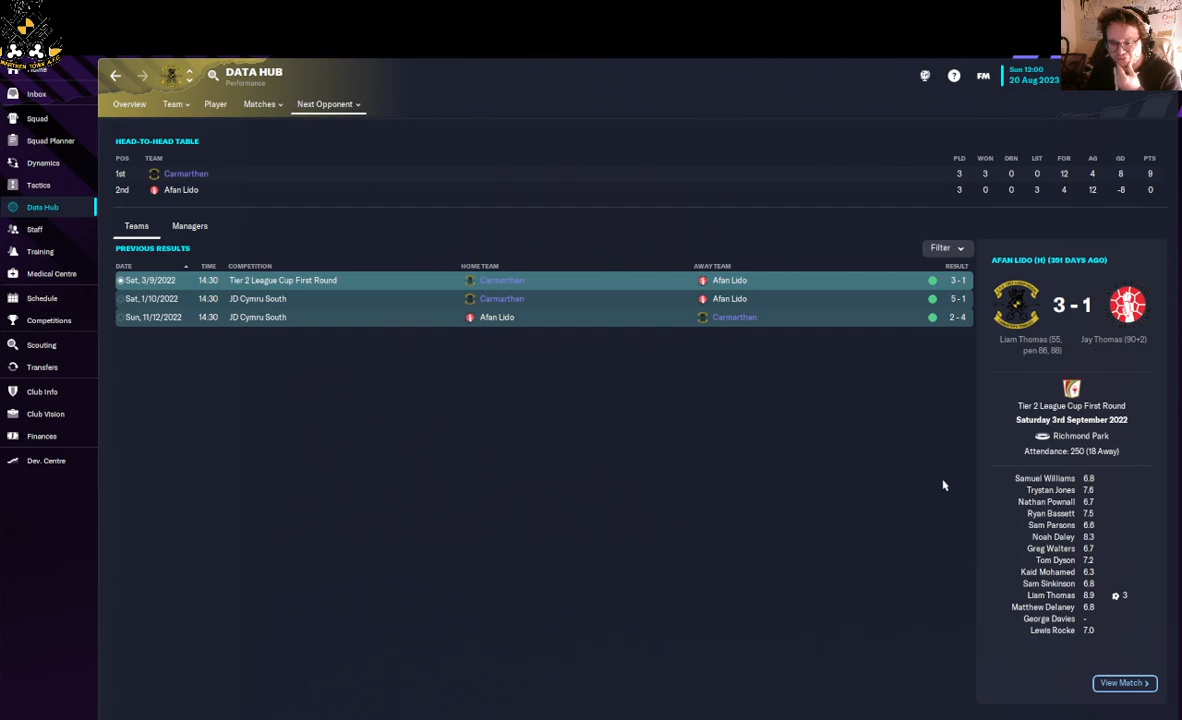 DATA HUB
Performance
Sun 12:00
20 Aug 2023
FM
Home
Inbox
Squad
Squad Planner
Dynamics
Tactics
Data Hub
Staff
Training
Medical Centre
Schedule
Competitions
Scouting
Transfers
Club Info
Club Vision
Finances
Dev. Centre
Overview Team Player Matches Next Opponent
HEAD-TO-HEAD TABLE
POS TEAM PLD WON DRN LST FOR AG GD PTS
1st Carmarthen 3 3 0 0 12 4 8 9
2nd Afan Lido 3 0 0 3 4 12 -8 0
Teams Managers
PREVIOUS RESULTS Filter
DATE TIME COMPETITION HOME TEAM AWAY TEAM RESULT
Sat, 3/9/2022 14:30 Tier 2 League Cup First Round Carmarthen Afan Lido 3 - 1
Sat, 1/10/2022 14:30 JD Cymru South Carmarthen Afan Lido 5 - 1
Sun, 11/12/2022 14:30 JD Cymru South Afan Lido Carmarthen 2 - 4
AFAN LIDO (H) (351 DAYS AGO)
3 - 1
Liam Thomas (55, Jay Thomas (90+2)
pen 86, 88)
Tier 2 League Cup First Round
Saturday 3rd September 2022
Richmond Park
Attendance: 250 (18 Away)
Samuel Williams 6.8
Trystan Jones 7.6
Nathan Pownall 6.7
Ryan Bassett 7.5
Sam Parsons 6.6
Noah Daley 8.3
Greg Walters 6.7
Tom Dyson 7.2
Kaid Mohamed 6.3
Sam Sinkinson 6.8
Liam Thomas 8.9 3
Matthew Delaney 6.8
George Davies -
Lewis Rocke 7.0
View Match >